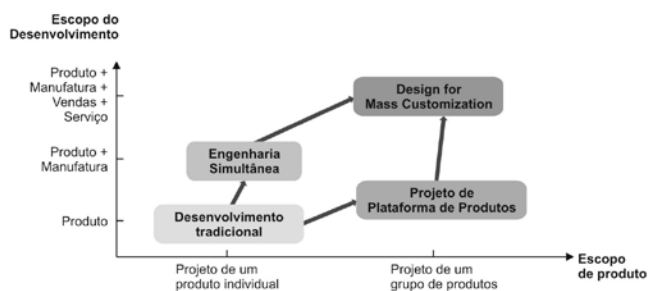 Escopo do
Desenvolvimento
Produto +
Manufatura +
Vendas +
Serviço
Design for
Mass Customization
Produto +
Manufatura
Engenharia
Simultânea
Projeto de
Plataforma de Produtos
Produto
Desenvolvimento
tradicional
Projeto de um
produto individual
Projeto de um
grupo de produtos
Escopo
de produto